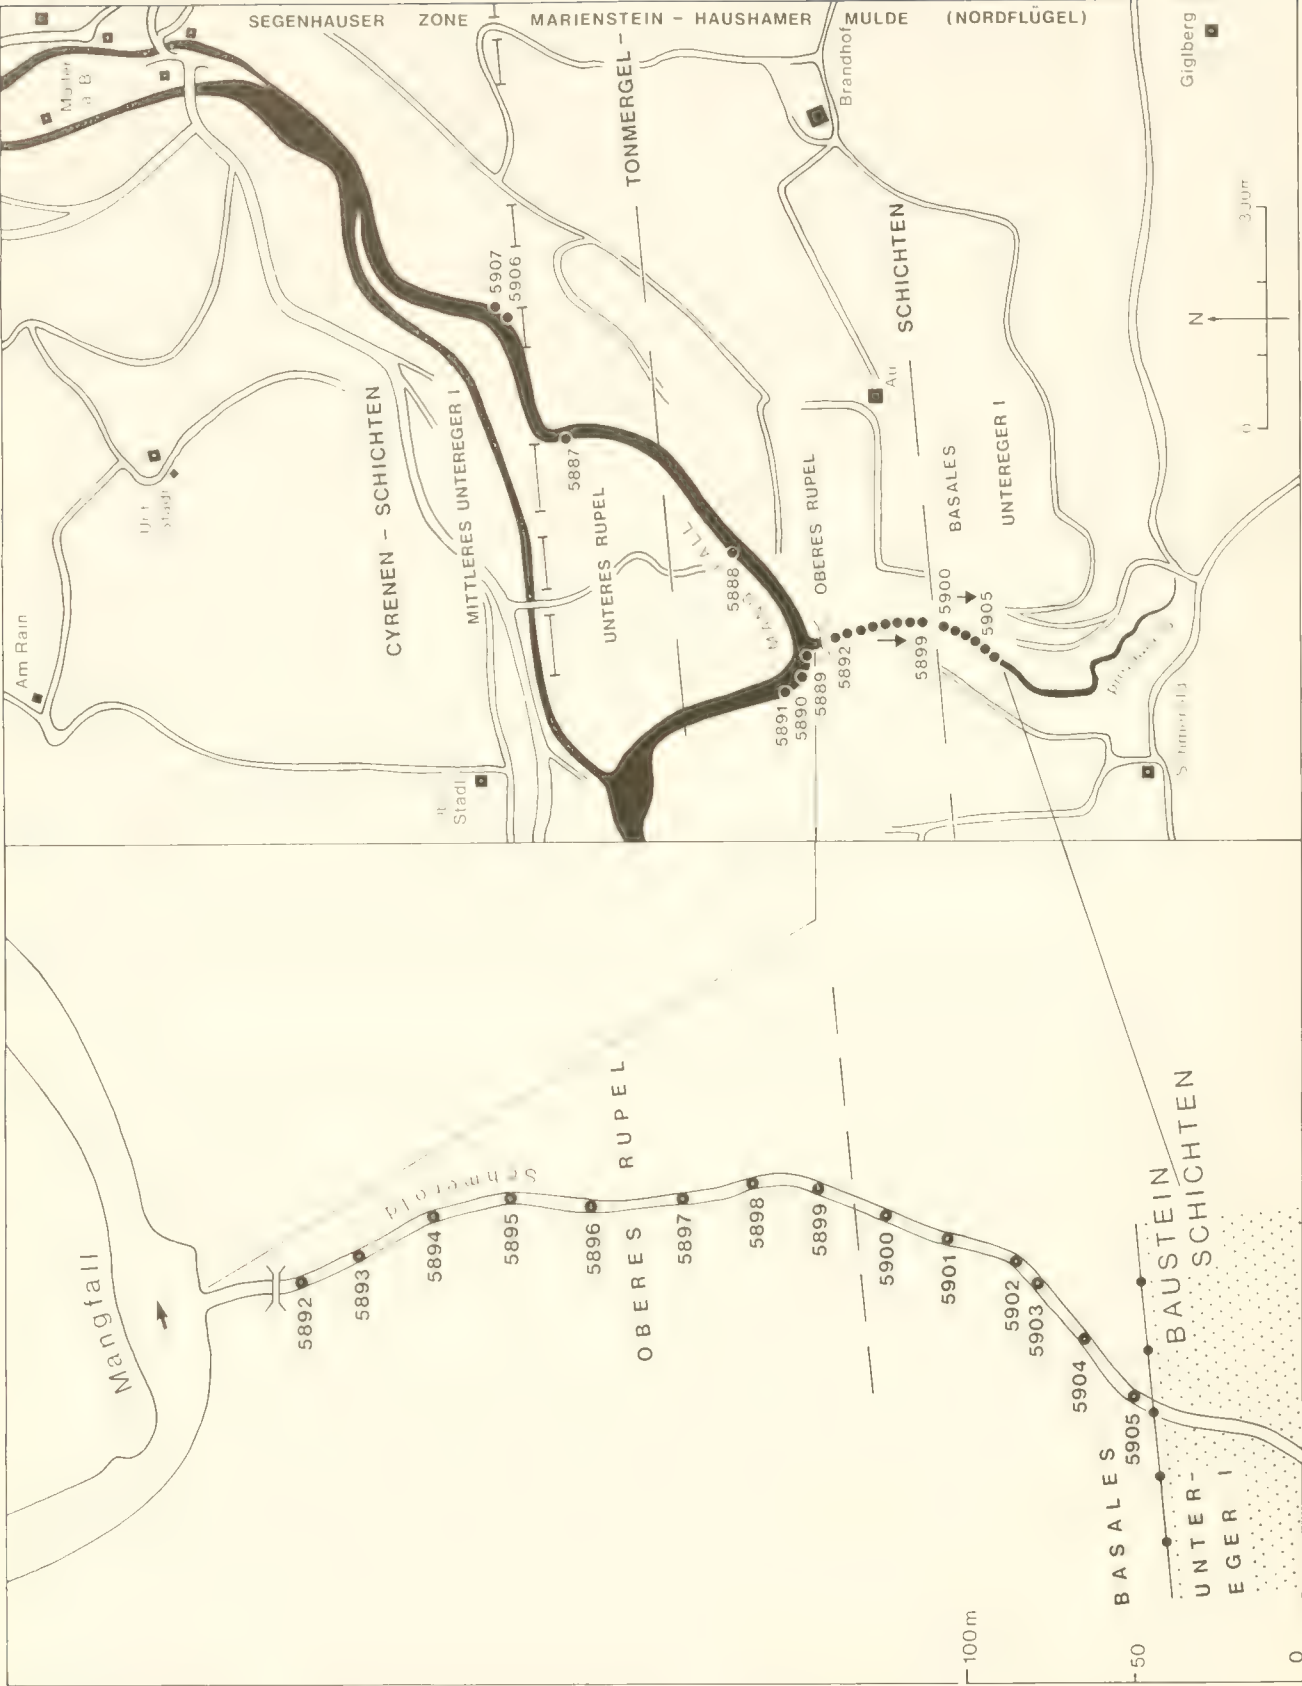 SEGENHAUSER ZONE MARIENSTEIN – HAUSHAMER MULDE (NORDFLÜGEL)
Giglberg
Brandhof
TONMERGEL-
SCHICHTEN
Au
5907
5906
CYRENEN – SCHICHTEN
MITTLERES UNTEREGER I
5887
UNTERES RUPEL
5888
OBERES RUPEL
BASALES
UNTEREGER I
5900
5905
5899
5892
5889
5890
5891
Am Rain
Stadl
N
0
300m
Mangfall
5892
5893
5894
5895
5896
5897
5898
5899
5900
5901
5902
5903
5904
5905
OBERES RUPEL
BASALES
UNTER-
EGER I
BAUSTEIN
SCHICHTEN
100m
50
0